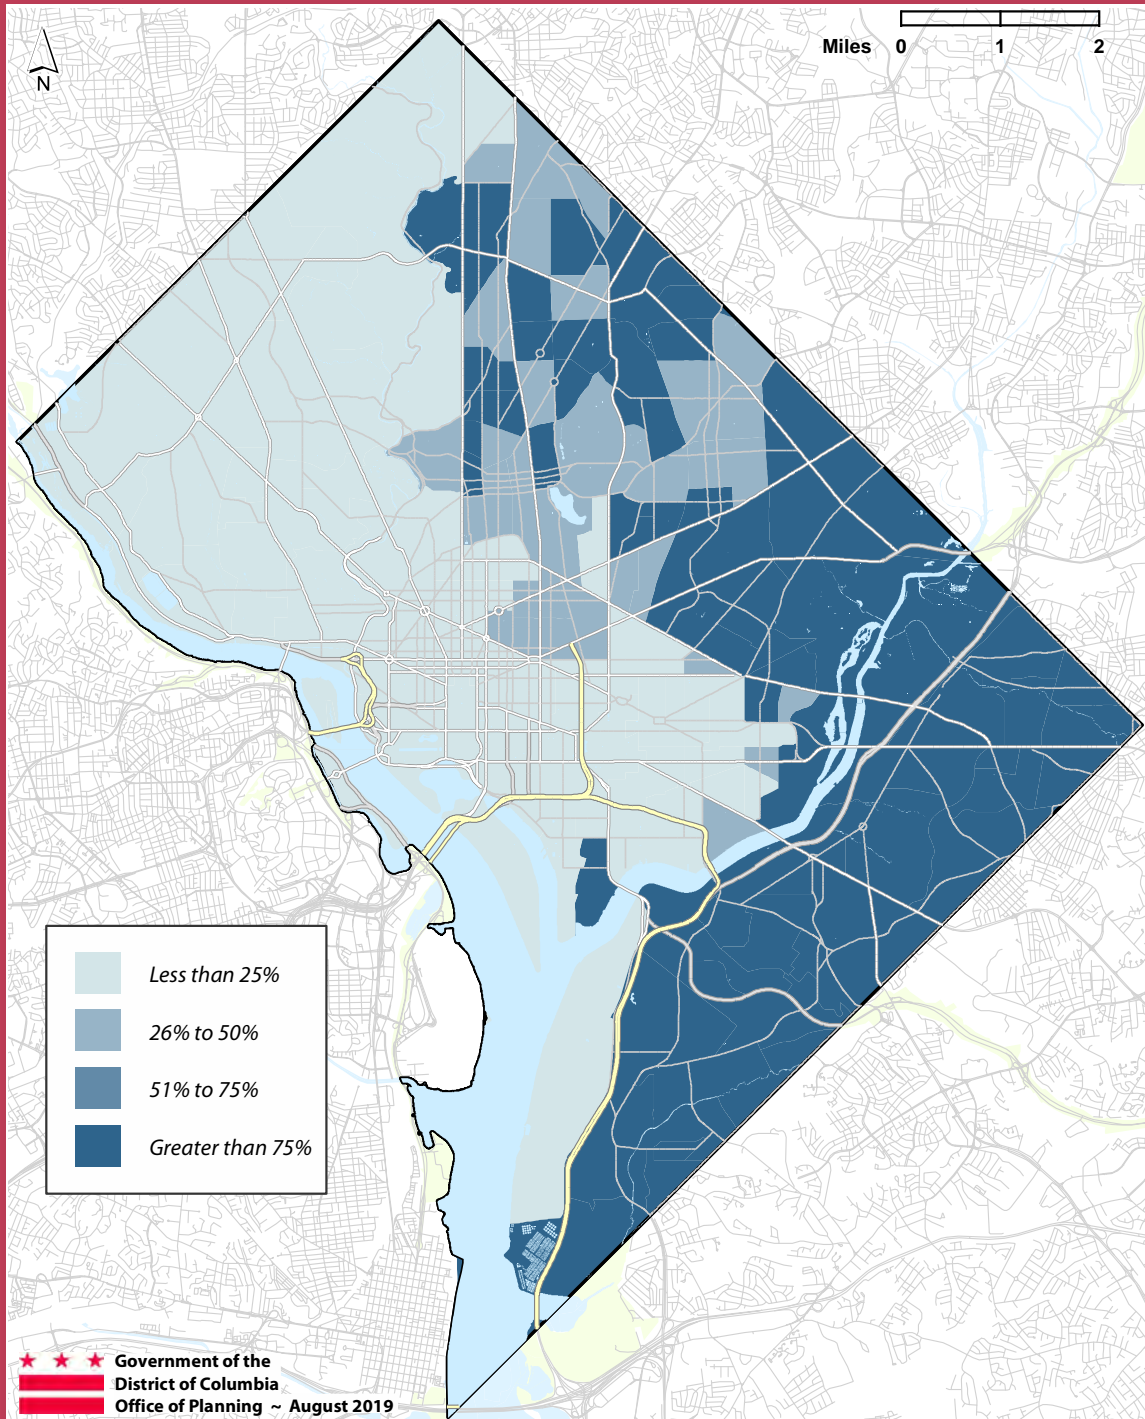 Miles 0 1 2
N
Less than 25%
26% to 50%
51% to 75%
Greater than 75%
Government of the
District of Columbia
Office of Planning ~ August 2019